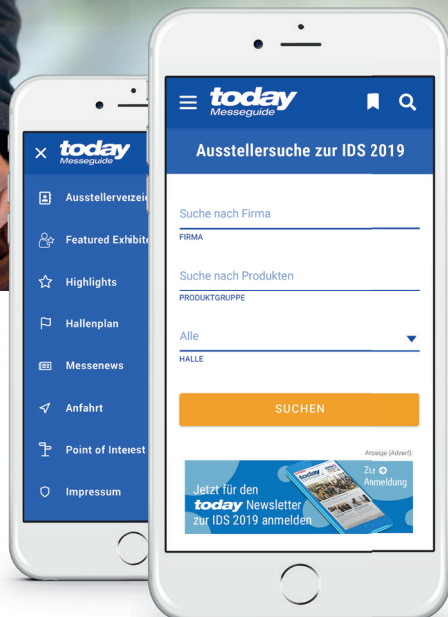 today
Messeguide
Featured Exhibit
Highlights
Hallenplan
Messenews
Anfahrt
Point of Interest
Impressum
today
Messeguide
Ausstellersuche zur IDS 2019
Suche nach Firma
FIRMA
Suche nach Produkten
PRODUKTGRUPPE
Alle
HALLE
SUCHEN
Anzeige (Advert):
Jetzt für den
today Newsletter
zur IDS 2019 anmelden
Zur
Anmeldung
today